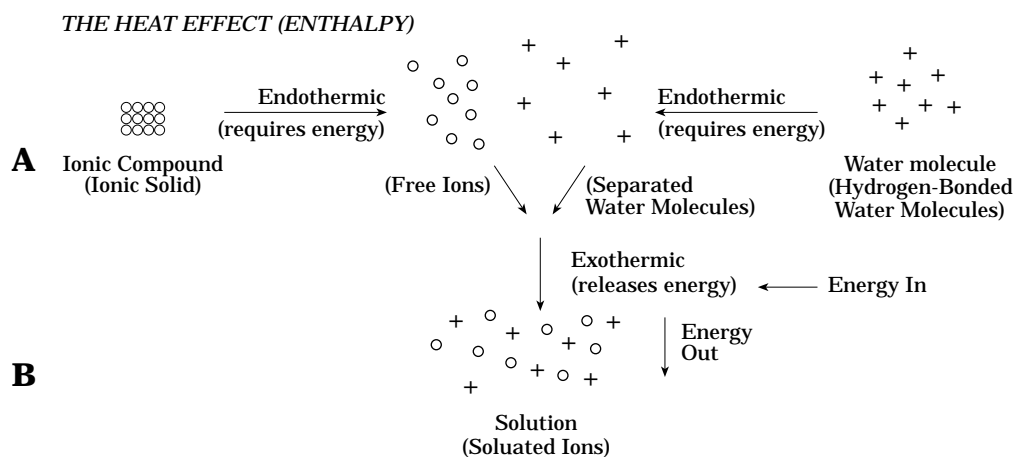 THE HEAT EFFECT (ENTHALPY)
Endothermic
(requires energy)
Endothermic
(requires energy)
A
Ionic Compound
(Ionic Solid)
(Free Ions)
(Separated
Water Molecules)
Water molecule
(Hydrogen-Bonded
Water Molecules)
Exothermic
(releases energy)
Energy In
Energy
Out
B
Solution
(Soluated Ions)